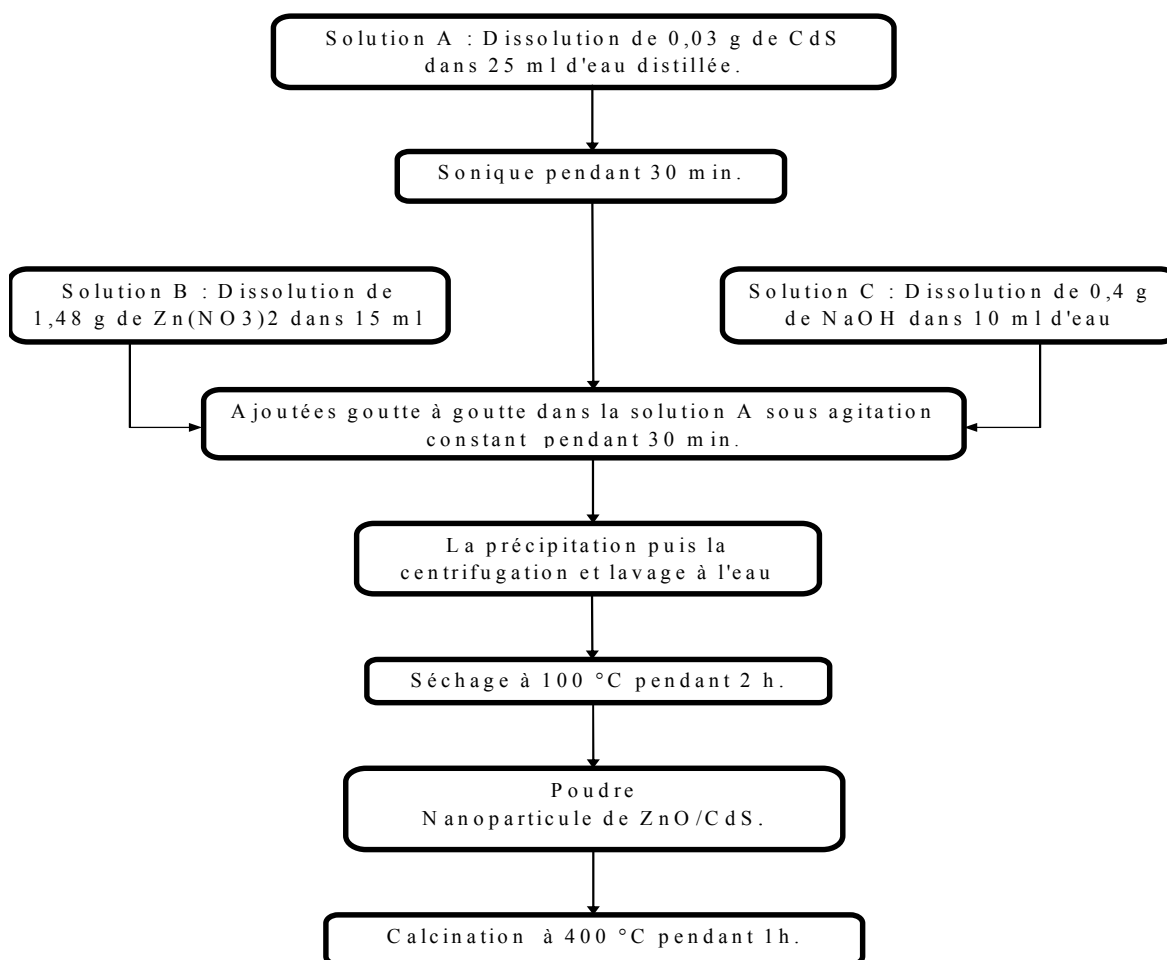 Solution A : Dissolution de 0,03 g de CdS
dans 25 ml d'eau distillée.
Sonique pendant 30 min.
Solution B : Dissolution de
1,48 g de Zn(NO3)2 dans 15 ml
Solution C : Dissolution de 0,4 g
de NaOH dans 10 ml d'eau
Ajoutées goutte à goutte dans la solution A sous agitation
constant pendant 30 min.
La précipitation puis la
centrifugation et lavage à l'eau
Séchage à 100 °C pendant 2 h.
Poudre
Nanoparticule de ZnO/CdS.
Calcination à 400 °C pendant 1h.